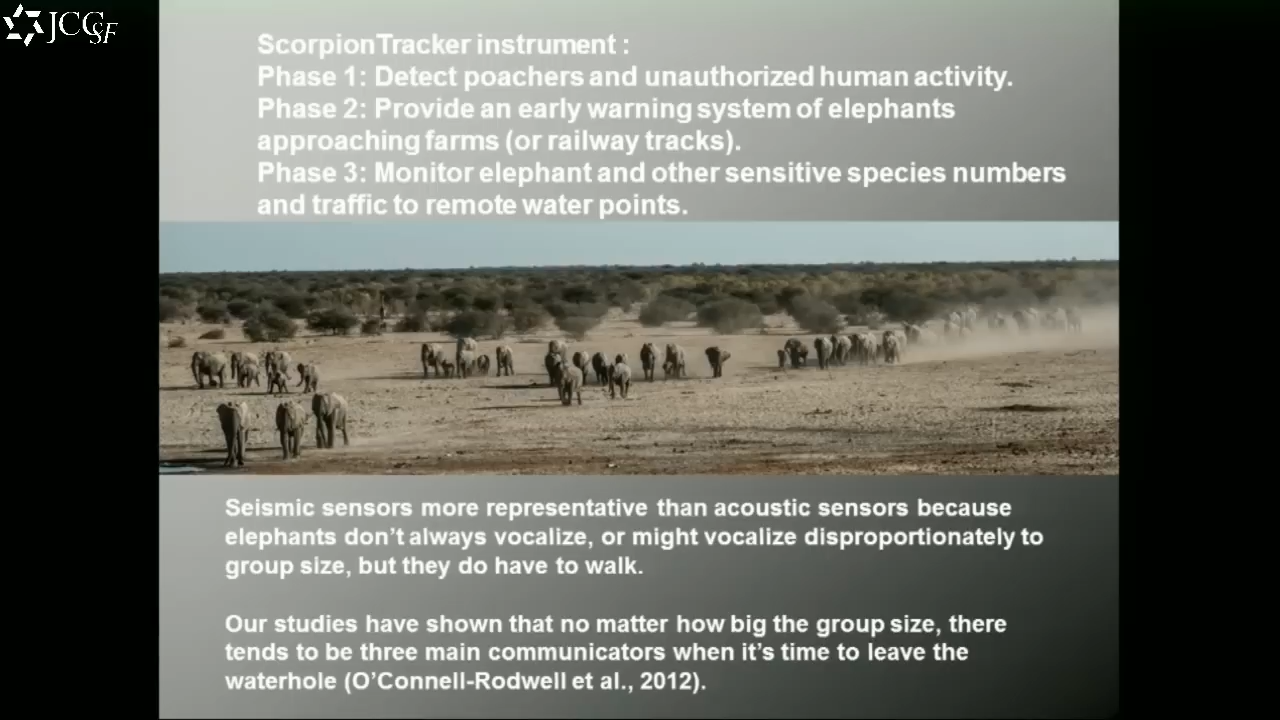 JCCSF
ScorpionTracker instrument :
Phase 1: Detect poachers and unauthorized human activity.
Phase 2: Provide an early warning system of elephants
approaching farms (or railway tracks).
Phase 3: Monitor elephant and other sensitive species numbers
and traffic to remote water points.
Seismic sensors more representative than acoustic sensors because
elephants don’t always vocalize, or might vocalize disproportionately to
group size, but they do have to walk.
Our studies have shown that no matter how big the group size, there
tends to be three main communicators when it’s time to leave the
waterhole (O’Connell-Rodwell et al., 2012).